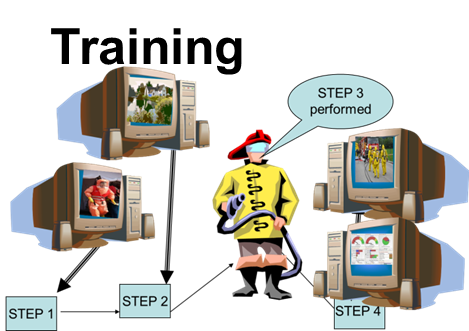 Training
STEP 3
performed
STEP 1
STEP 2
STEP 4